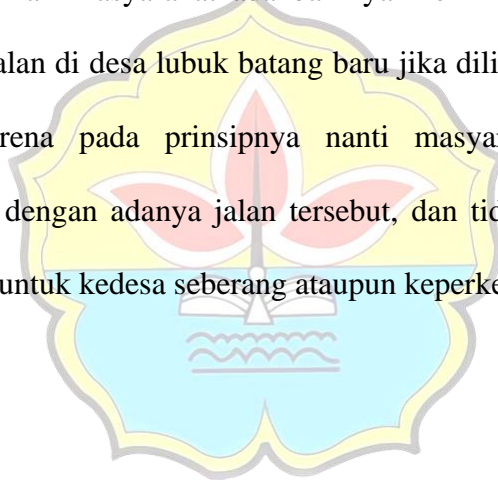 alan di desa lubuk batang baru jika dili
rena pada prinsipnya nanti masya
dengan adanya jalan tersebut, dan tid
untuk kedesa seberang ataupun keperke